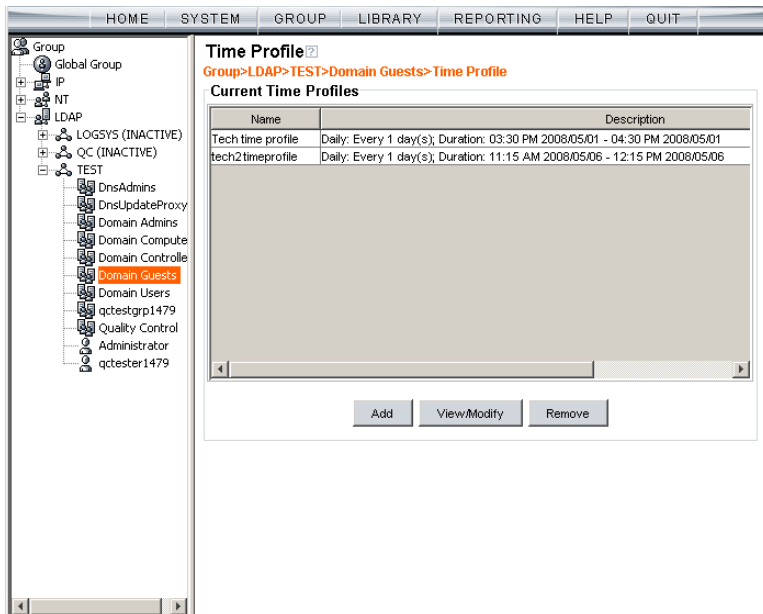 HOME SYSTEM GROUP LIBRARY REPORTING HELP QUIT
Group
Global Group
IP
NT
LDAP
LOGSYS (INACTIVE)
QC (INACTIVE)
TEST
DnsAdmins
DnsUpdateProxy
Domain Admins
Domain Compute
Domain Controlle
Domain Guests
Domain Users
qctestgrp1479
Quality Control
Administrator
qctester1479
Time Profile ?
Group>LDAP>TEST>Domain Guests>Time Profile
Current Time Profiles
Name Description
Tech time profile Daily: Every 1 day(s); Duration: 03:30 PM 2008/05/01 - 04:30 PM 2008/05/01
tech2timeprofile Daily: Every 1 day(s); Duration: 11:15 AM 2008/05/06 - 12:15 PM 2008/05/06
Add View/Modify Remove